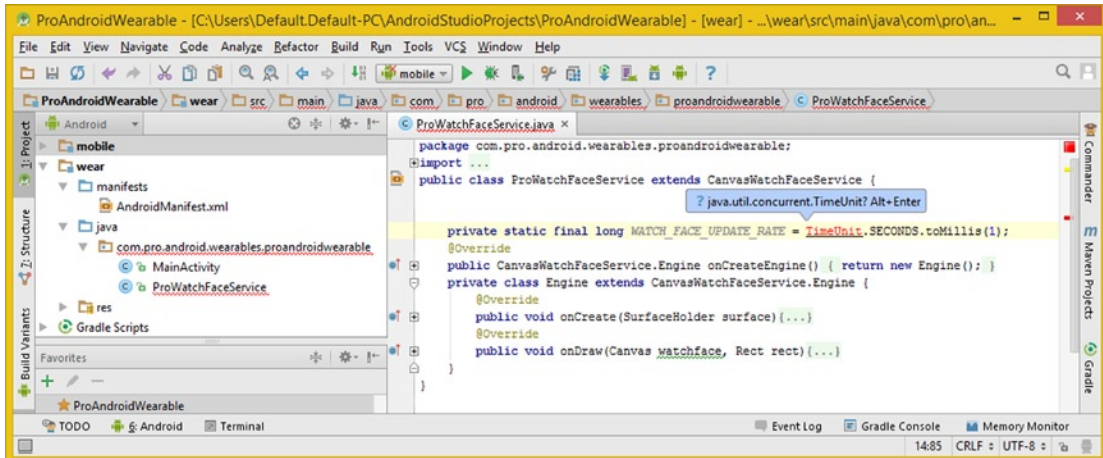 ProAndroidWearable - [C:\Users\Default.Default-PC\AndroidStudioProjects\ProAndroidWearable] - [wear] - ...\wear\src\main\java\com\pro\an...
File Edit View Navigate Code Analyze Refactor Build Run Tools VCS Window Help
mobile
ProAndroidWearable wear src main java com pro android wearables proandroidwearable ProWatchFaceService
1: Project
2: Structure
Build Variants
Android
mobile
wear
manifests
AndroidManifest.xml
java
com.pro.android.wearables.proandroidwearable
MainActivity
ProWatchFaceService
res
Gradle Scripts
Favorites
ProAndroidWearable
ProWatchFaceService.java
package com.pro.android.wearables.proandroidwearable;
import ...
public class ProWatchFaceService extends CanvasWatchFaceService {
? java.util.concurrent.TimeUnit? Alt+Enter
private static final long WATCH_FACE_UPDATE_RATE = TimeUnit.SECONDS.toMillis(1);
@Override
public CanvasWatchFaceService.Engine onCreateEngine() { return new Engine(); }
private class Engine extends CanvasWatchFaceService.Engine {
@Override
public void onCreate(SurfaceHolder surface){...}
@Override
public void onDraw(Canvas watchface, Rect rect){...}
}
}
Commander
Maven Projects
Gradle
TODO 6: Android Terminal Event Log Gradle Console Memory Monitor
14:85 CRLF UTF-8